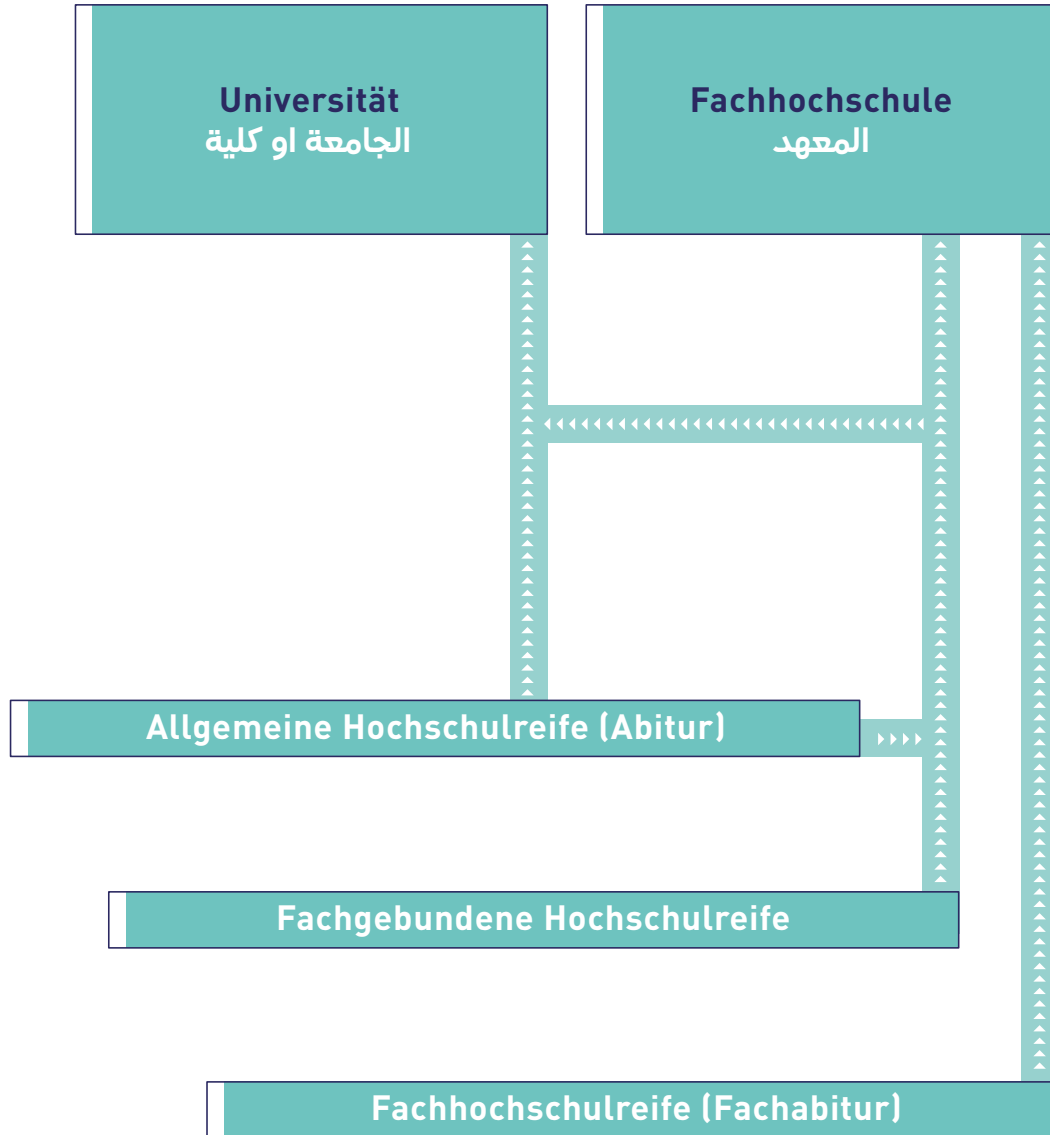 Universität
الجامعة او كلية
Fachhochschule
المعهد
Allgemeine Hochschulreife (Abitur)
Fachgebundene Hochschulreife
Fachhochschulreife (Fachabitur)